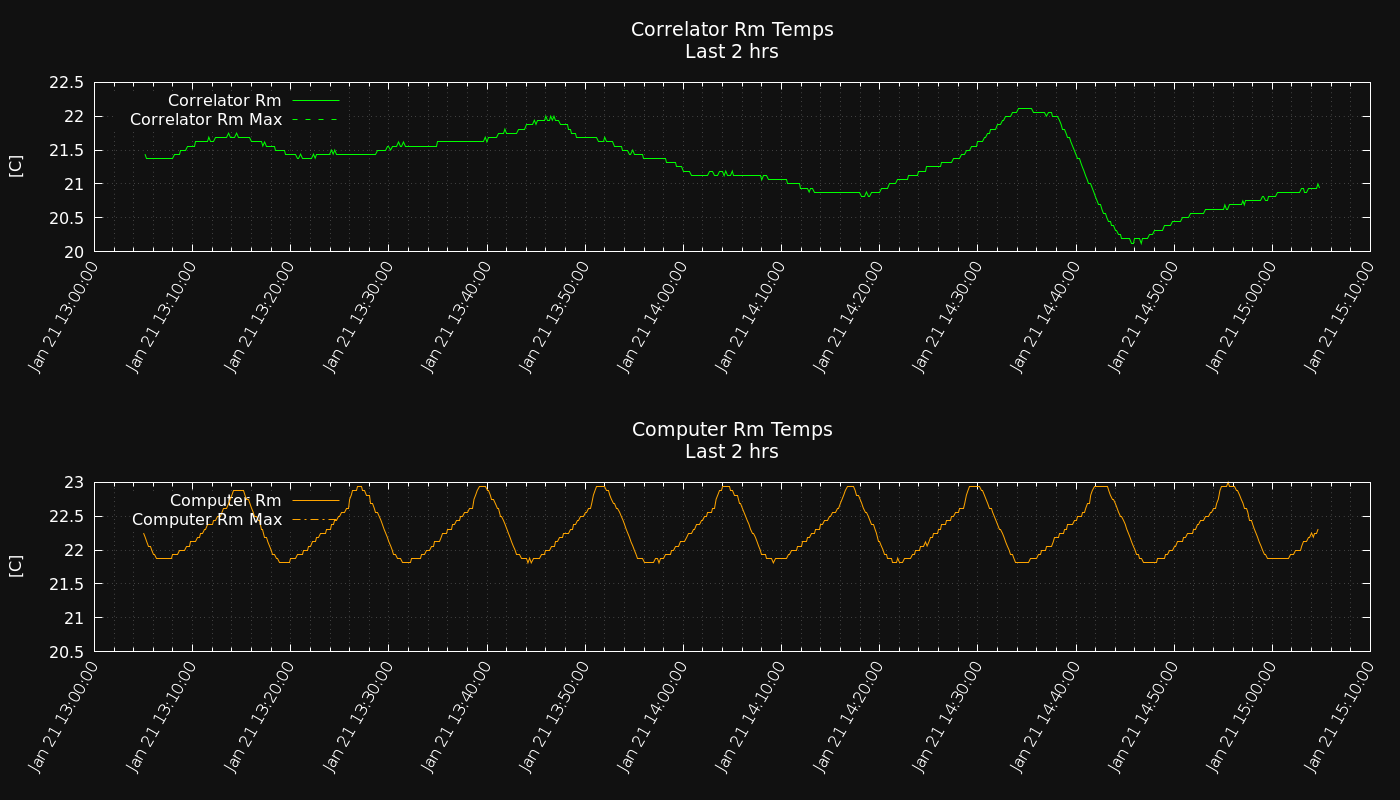 Correlator Rm Temps
Last 2 hrs
22.5
22
21.5
21
20.5
20
[C]
Correlator Rm
Correlator Rm Max
Jan 21 13:00:00
Jan 21 13:10:00
Jan 21 13:20:00
Jan 21 13:30:00
Jan 21 13:40:00
Jan 21 13:50:00
Jan 21 14:00:00
Jan 21 14:10:00
Jan 21 14:20:00
Jan 21 14:30:00
Jan 21 14:40:00
Jan 21 14:50:00
Jan 21 15:00:00
Jan 21 15:10:00
Computer Rm Temps
Last 2 hrs
23
22.5
22
21.5
21
20.5
[C]
Computer Rm
Computer Rm Max
Jan 21 13:00:00
Jan 21 13:10:00
Jan 21 13:20:00
Jan 21 13:30:00
Jan 21 13:40:00
Jan 21 13:50:00
Jan 21 14:00:00
Jan 21 14:10:00
Jan 21 14:20:00
Jan 21 14:30:00
Jan 21 14:40:00
Jan 21 14:50:00
Jan 21 15:00:00
Jan 21 15:10:00